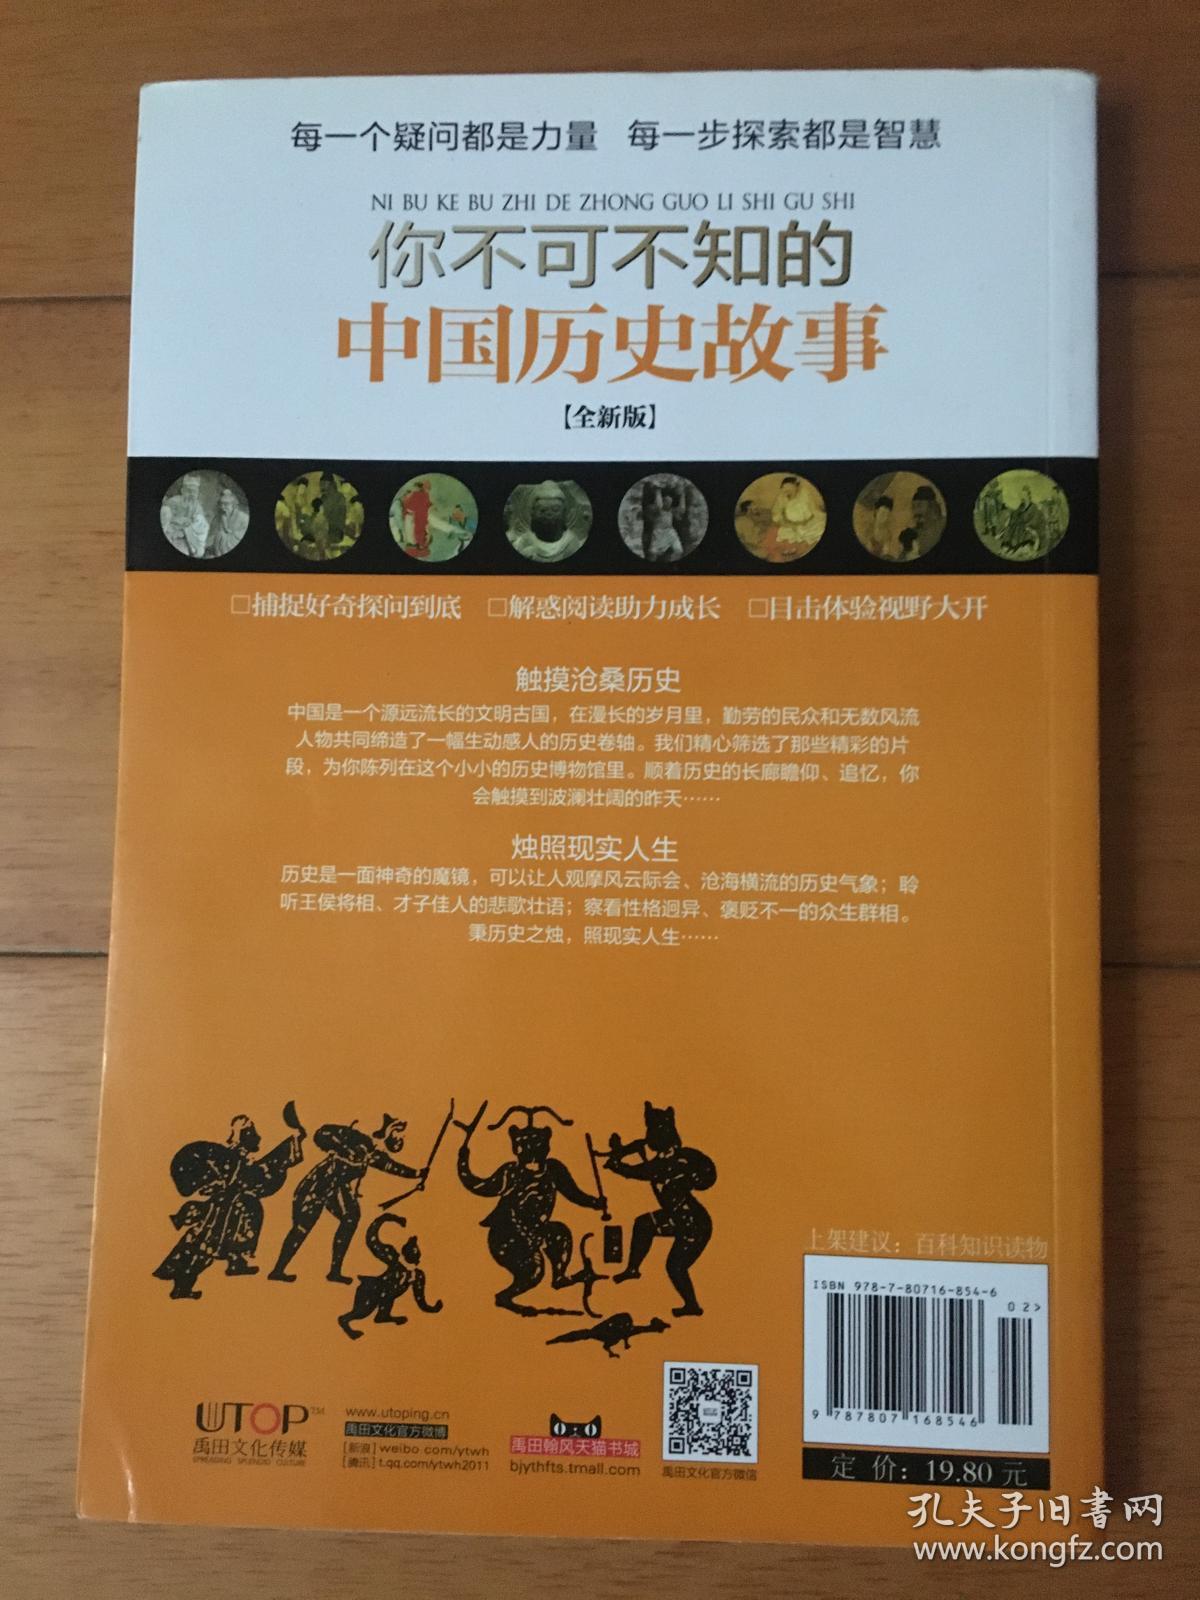 每一个疑问都是力量 每一步探索都是智慧
NI BU KE BU ZHI DE ZHONG GUO LI SHI GU SHI
你不可不知的
中国历史故事
【全新版】
□捕捉好奇探问到底 □解惑阅读助力成长 □目击体验视野大开
触摸沧桑历史
中国是一个源远流长的文明古国，在漫长的岁月里，勤劳的民众和无数风流
人物共同缔造了一幅生动感人的历史卷轴。我们精心筛选了那些精彩的片
段，为你陈列在这个小小的历史博物馆里。顺着历史的长廊瞻仰、追忆，你
会触摸到波澜壮阔的昨天……
烛照现实人生
历史是一面神奇的魔镜，可以让人观摩风云际会、沧海横流的历史气象；聆
听王侯将相、才子佳人的悲歌壮语；察看性格迥异、褒贬不一的众生群相。
秉历史之烛，照现实人生……
上架建议：百科知识读物
ISBN 978-7-80716-854-6
02>
9 787807 168546
定 价：19.80 元
UTOP™
禹田文化传媒
SPREADING SPLENDID CULTURE
www.utoping.cn
禹田文化官方微博
[新浪] weibo.com/ytwh
[腾讯] t.qq.com/ytwh2011
禹田翰风天猫书城
bjythfts.tmall.com
禹田文化官方微信
孔夫子旧书网
www.kongfz.com